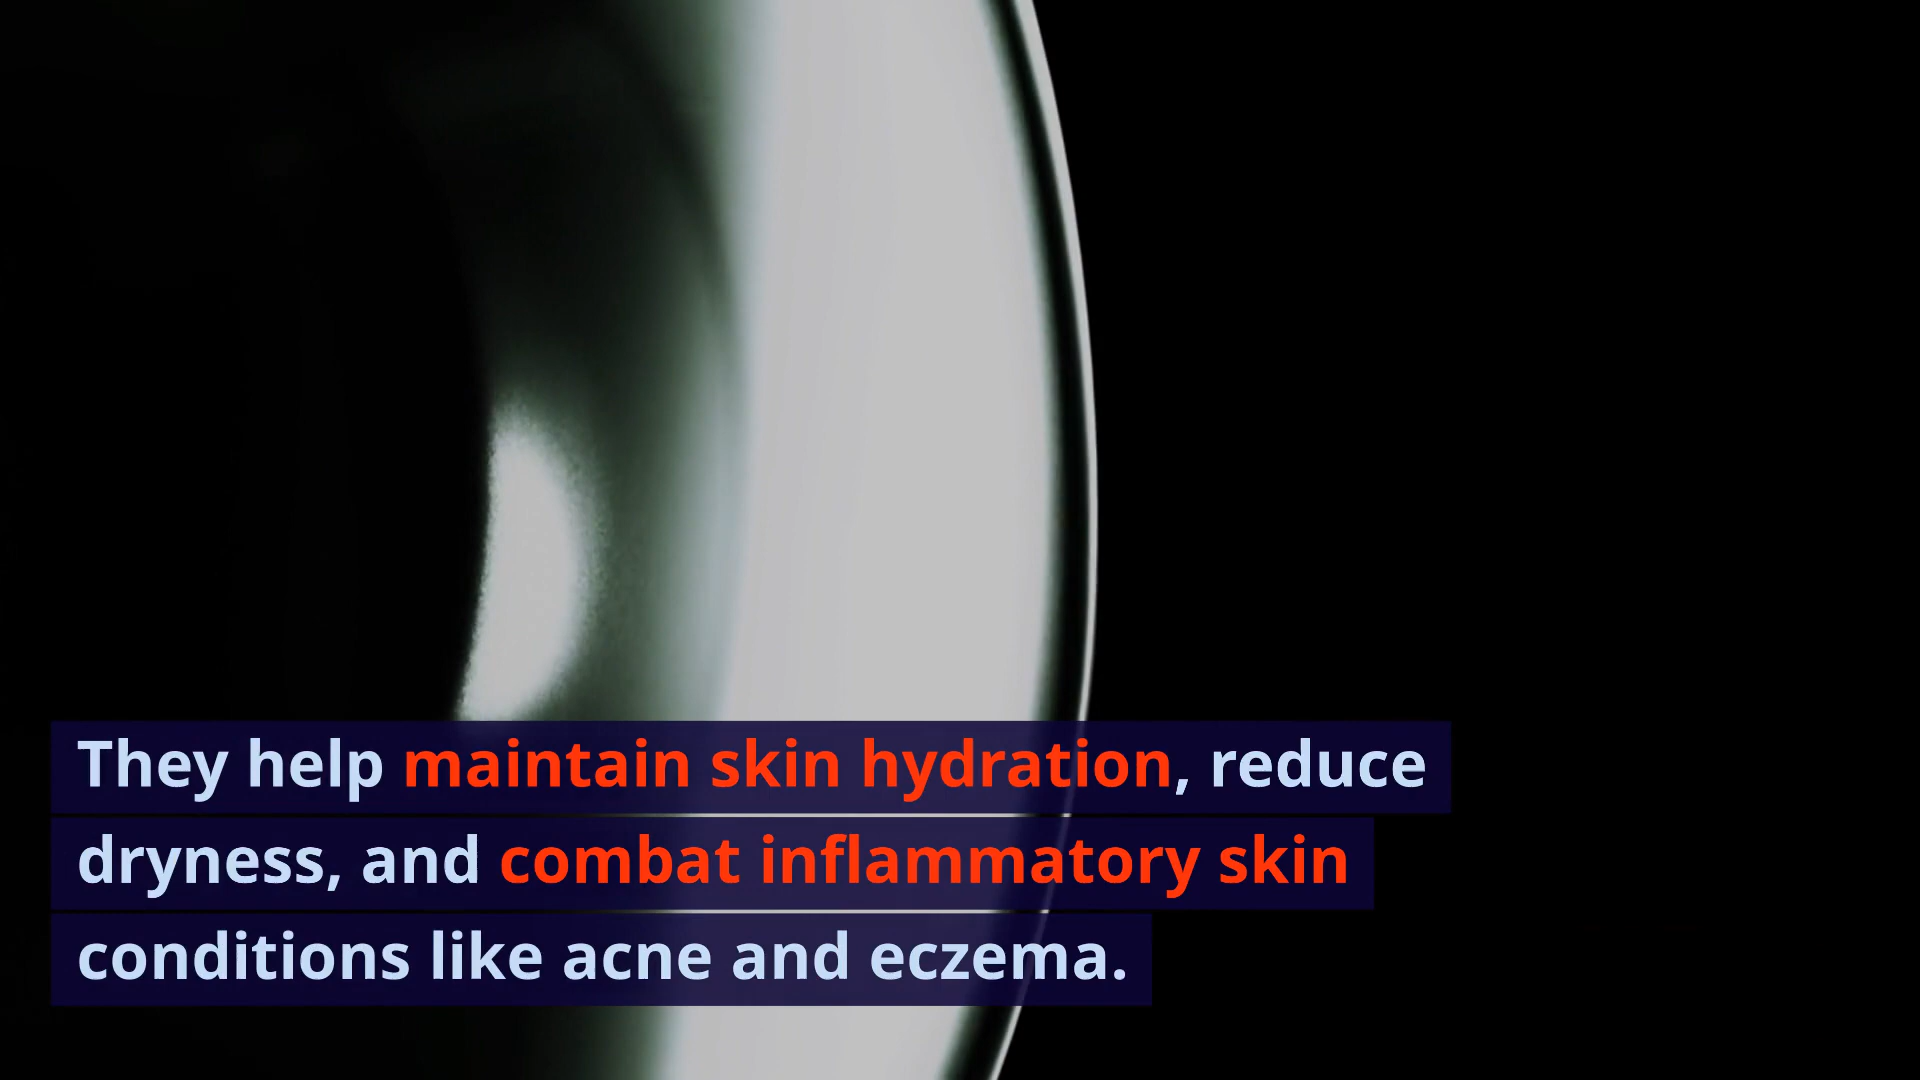 They help maintain skin hydration, reduce
dryness, and combat inflammatory skin
conditions like acne and eczema.